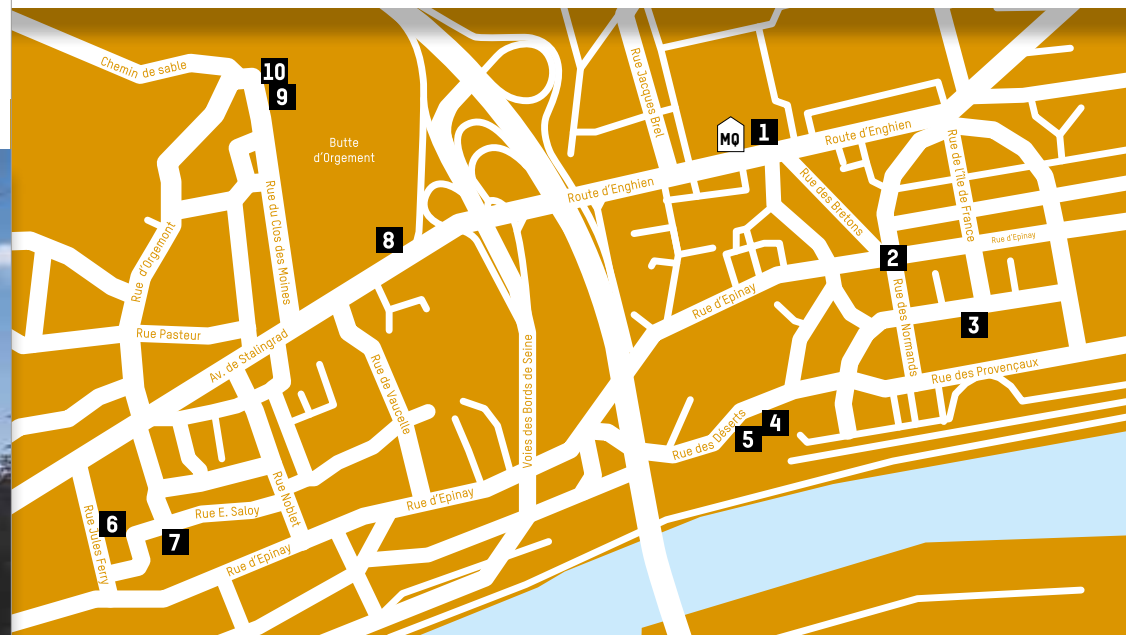 Chemin de sable
10
9
Butte
d'Orgement
Rue Jacques Brel
MQ
1
Route d'Enghien
Route d'Enghien
Rue des Bretons
Rue de l'Île de France
Rue d'Epinay
2
Rue du Clos des Moines
Rue d'Orgemont
8
Rue d'Epinay
Rue des Normands
3
Rue Pasteur
Av. de Stalingrad
Rue de Vaucelle
Voies des Bords de Seine
Rue des Provençaux
Rue des Déserts
4
5
Rue Noblet
Rue d'Epinay
Rue Jules Ferry
6
Rue E. Saloy
7
Rue d'Epinay